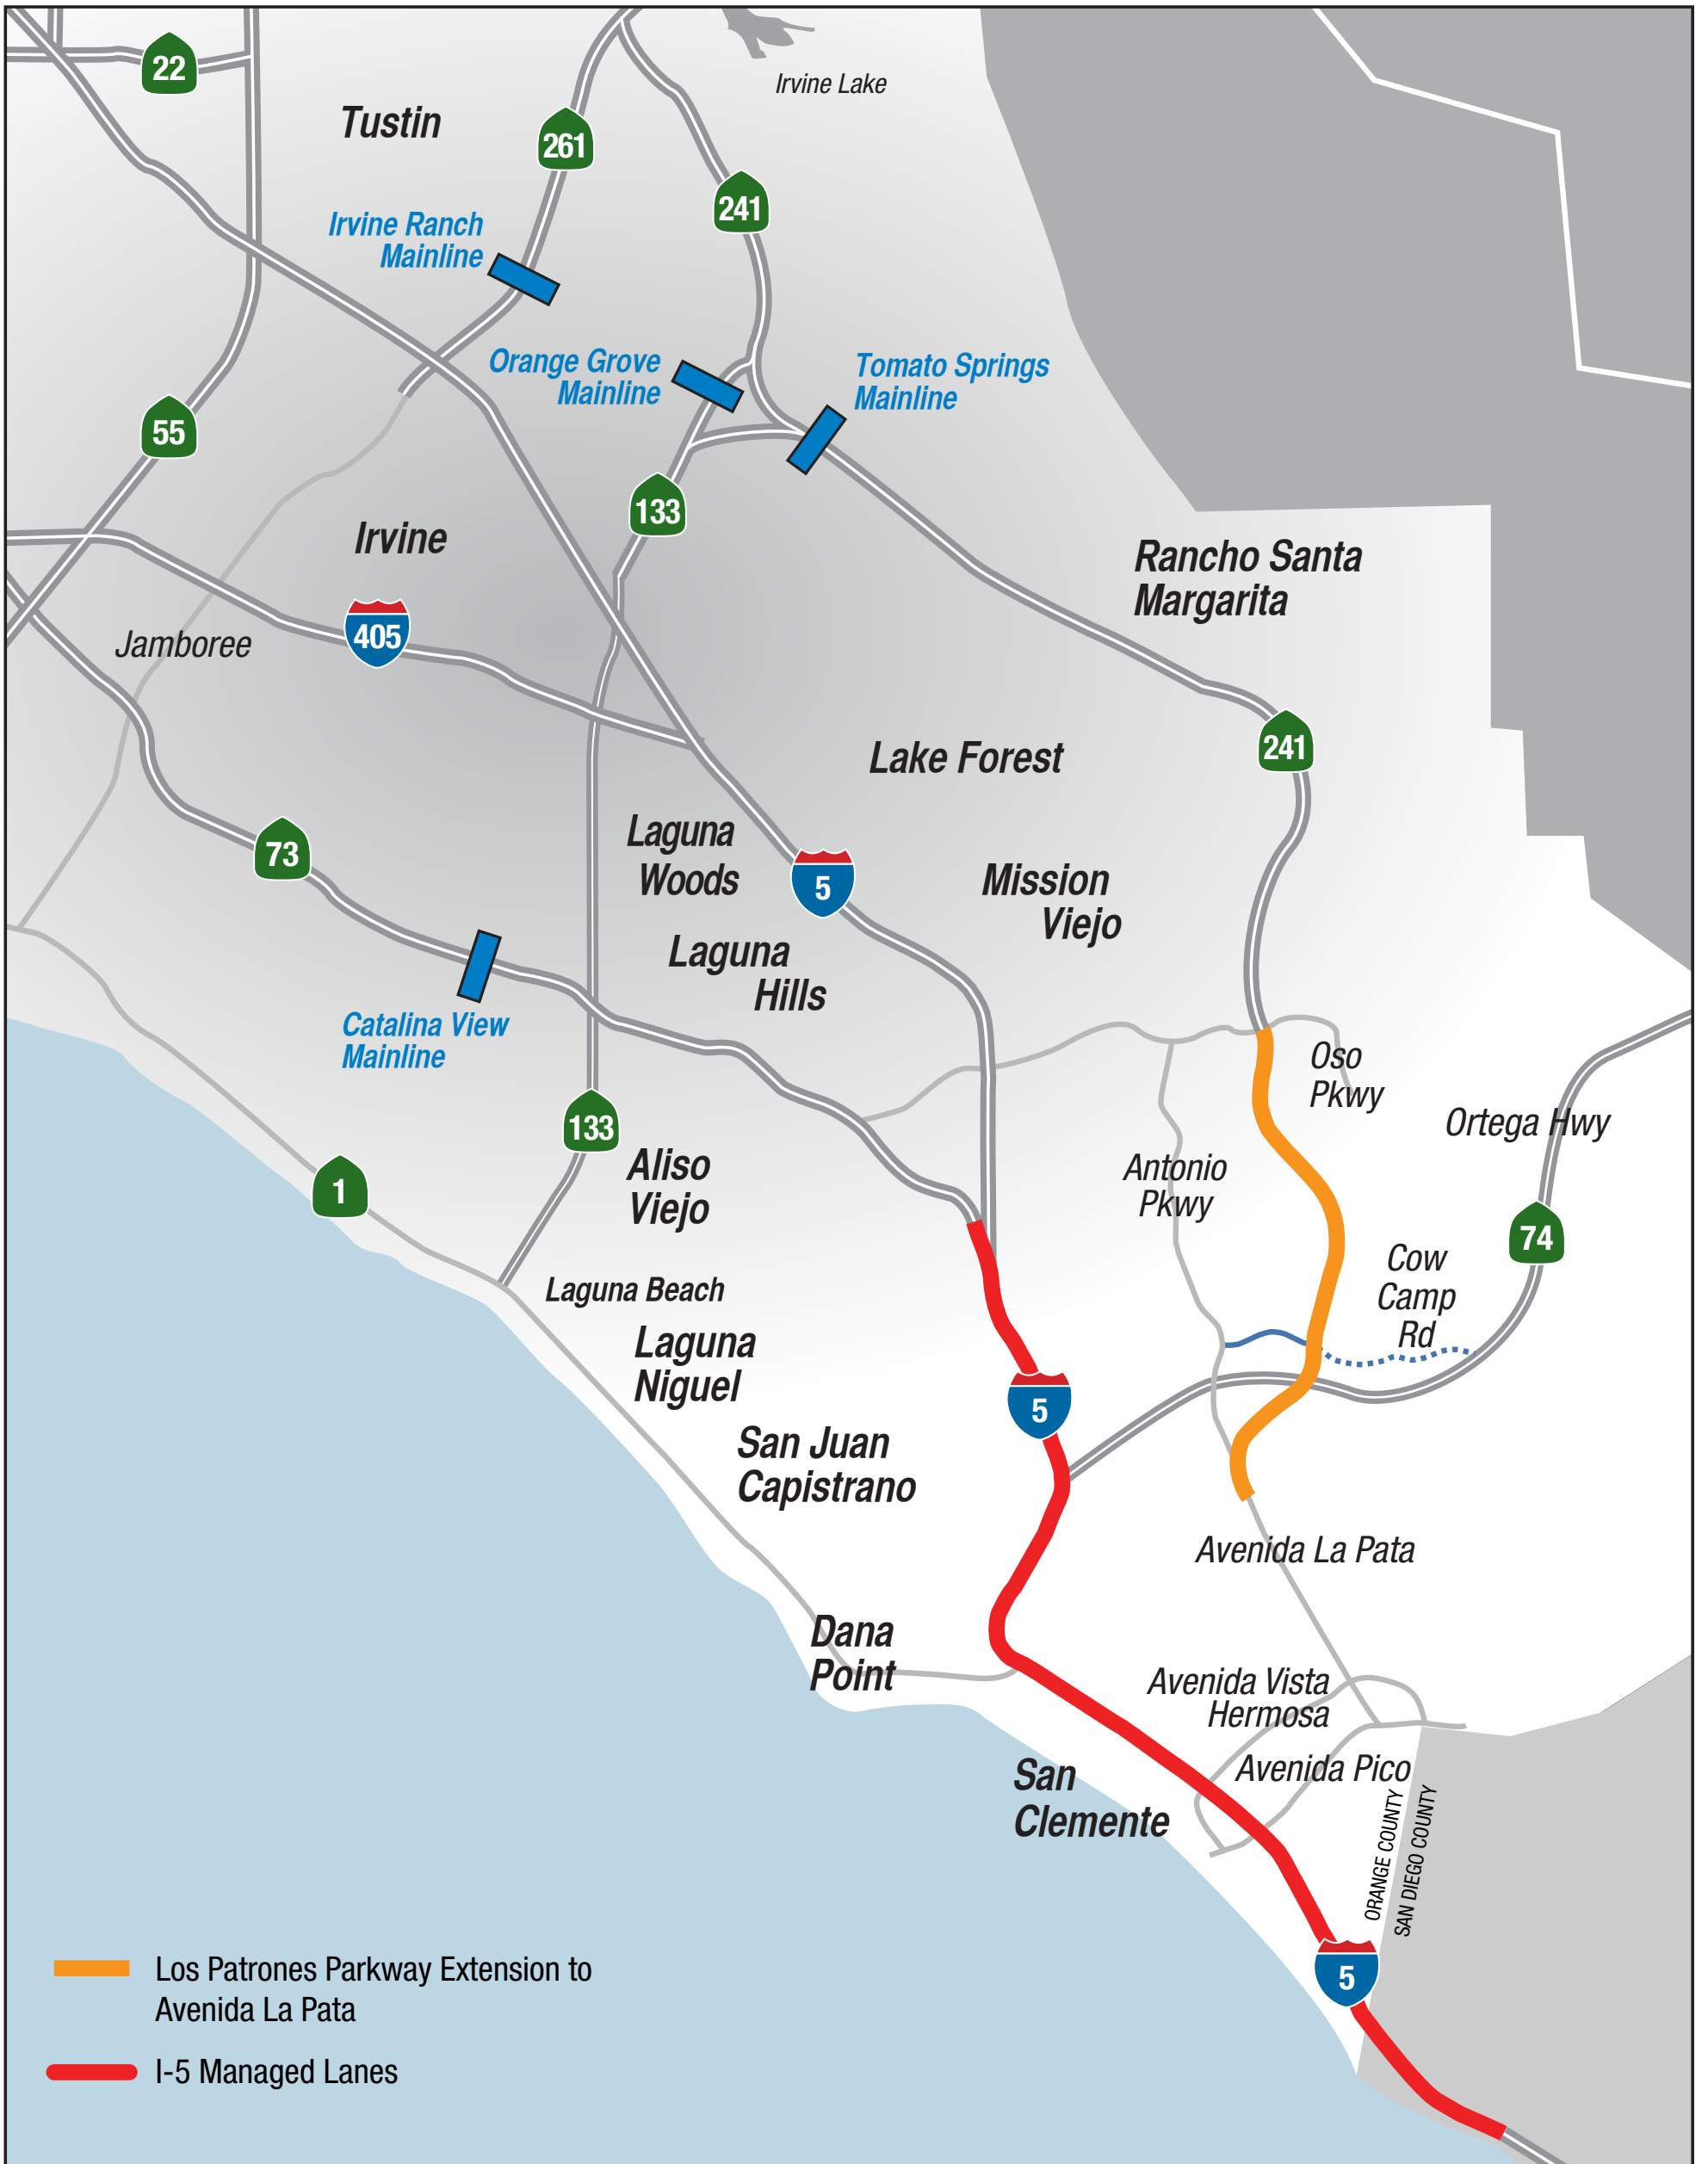 22
Irvine Lake
Tustin
261
241
Irvine Ranch
Mainline
Orange Grove
Mainline
Tomato Springs
Mainline
55
133
Irvine
Rancho Santa
Margarita
405
Jamboree
241
Lake Forest
73
Laguna
Woods
5
Mission
Viejo
Laguna
Hills
Catalina View
Mainline
Oso
Pkwy
Ortega Hwy
133
Aliso
Viejo
Antonio
Pkwy
1
74
Cow
Camp
Rd
Laguna Beach
Laguna
Niguel
5
San Juan
Capistrano
Avenida La Pata
Dana
Point
Avenida Vista
Hermosa
San
Clemente
Avenida Pico
ORANGE COUNTY
SAN DIEGO COUNTY
5
Los Patrones Parkway Extension to
Avenida La Pata
I-5 Managed Lanes